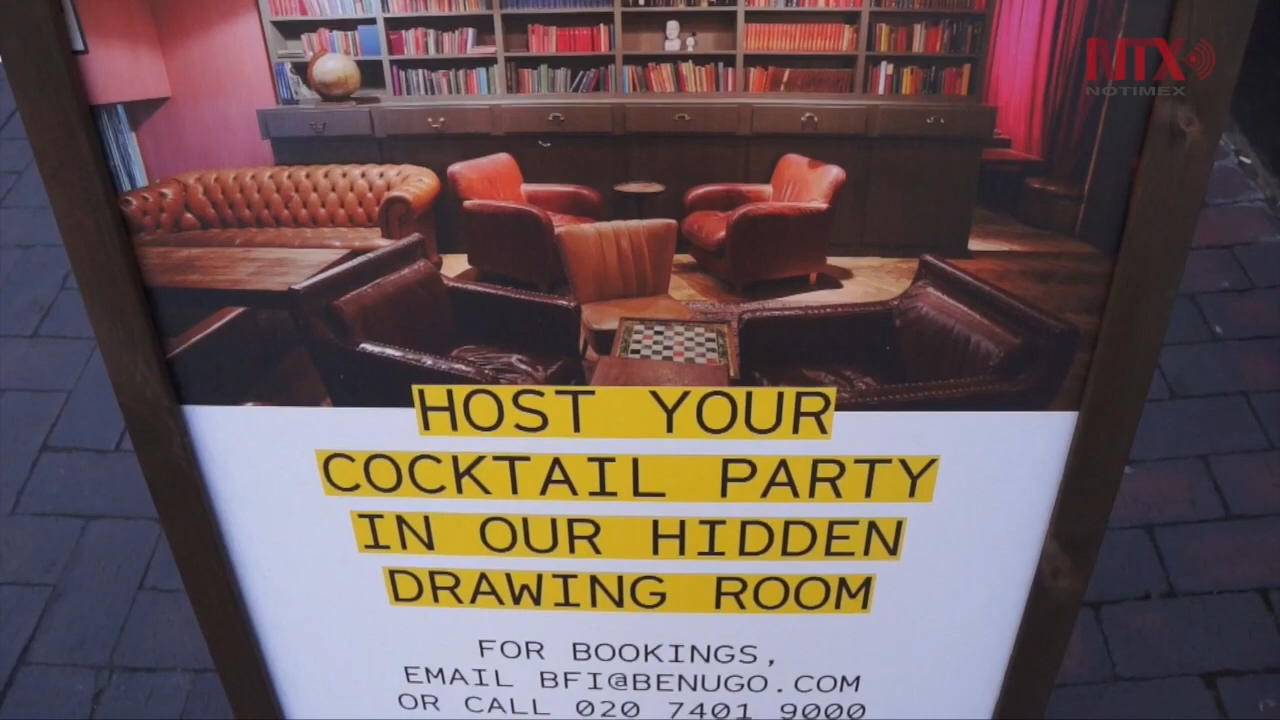 NTX
NOTIMEX
HOST YOUR
COCKTAIL PARTY
IN OUR HIDDEN
DRAWING ROOM
FOR BOOKINGS,
EMAIL BFI@BENUGO.COM
OR CALL 020 7401 9000